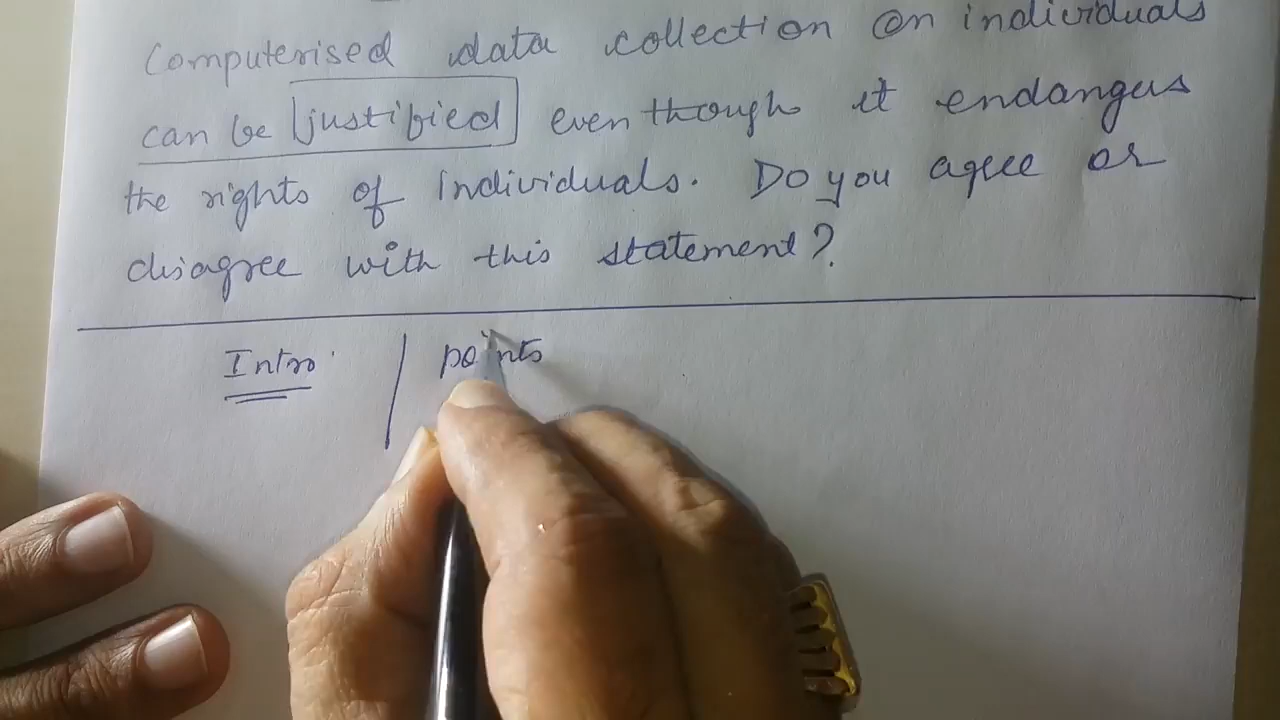 Computerised data collection on individuals
can be justified even though it endangers
the rights of individuals. Do you agree or
disagree with this statement?
Intro points